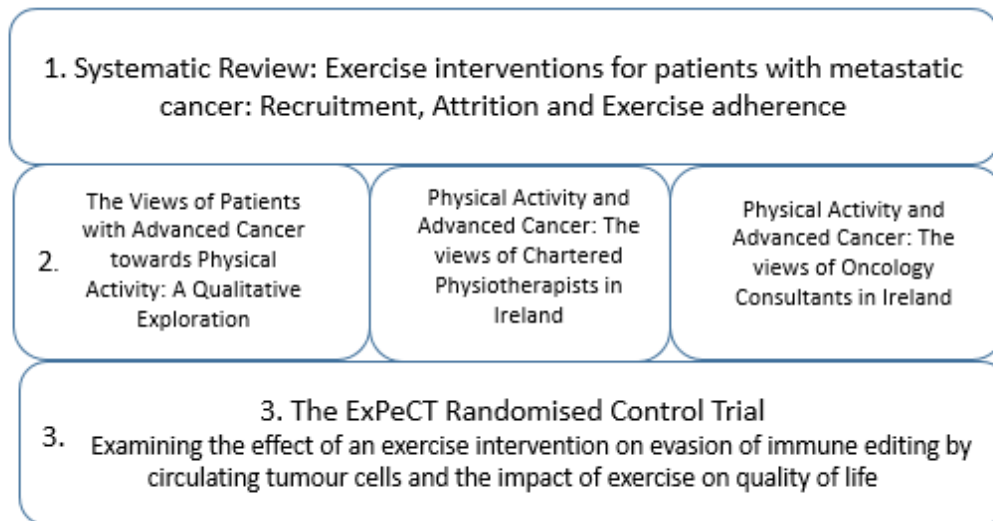 1. Systematic Review: Exercise interventions for patients with metastatic
cancer: Recruitment, Attrition and Exercise adherence
2.
The Views of Patients
with Advanced Cancer
towards Physical
Activity: A Qualitative
Exploration
Physical Activity and
Advanced Cancer: The
views of Chartered
Physiotherapists in
Ireland
Physical Activity and
Advanced Cancer: The
views of Oncology
Consultants in Ireland
3.
3. The ExPeCT Randomised Control Trial
Examining the effect of an exercise intervention on evasion of immune editing by
circulating tumour cells and the impact of exercise on quality of life